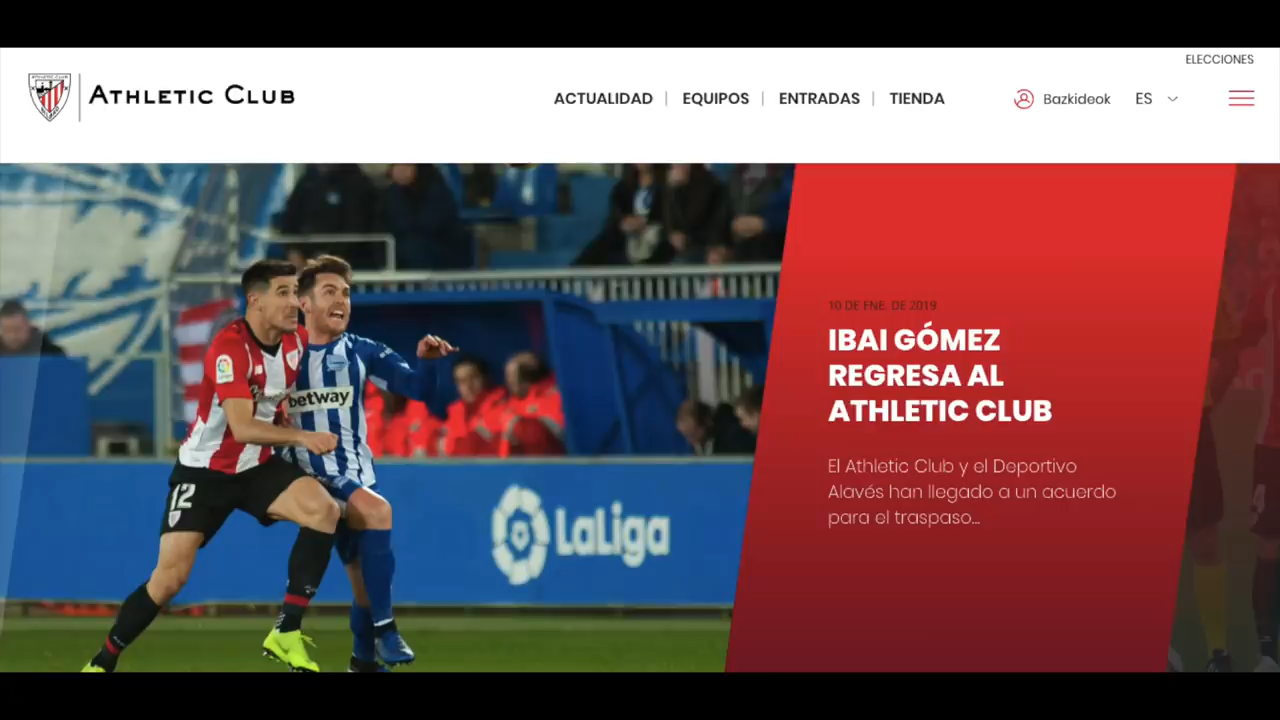 ELECCIONES
ATHLETIC CLUB
ACTUALIDAD | EQUIPOS | ENTRADAS | TIENDA
Bazkideok
ES
10 DE ENE. DE 2019
IBAI GÓMEZ
REGRESA AL
ATHLETIC CLUB
El Athletic Club y el Deportivo
Alavés han llegado a un acuerdo
para el traspaso...
betway
12
LaLiga